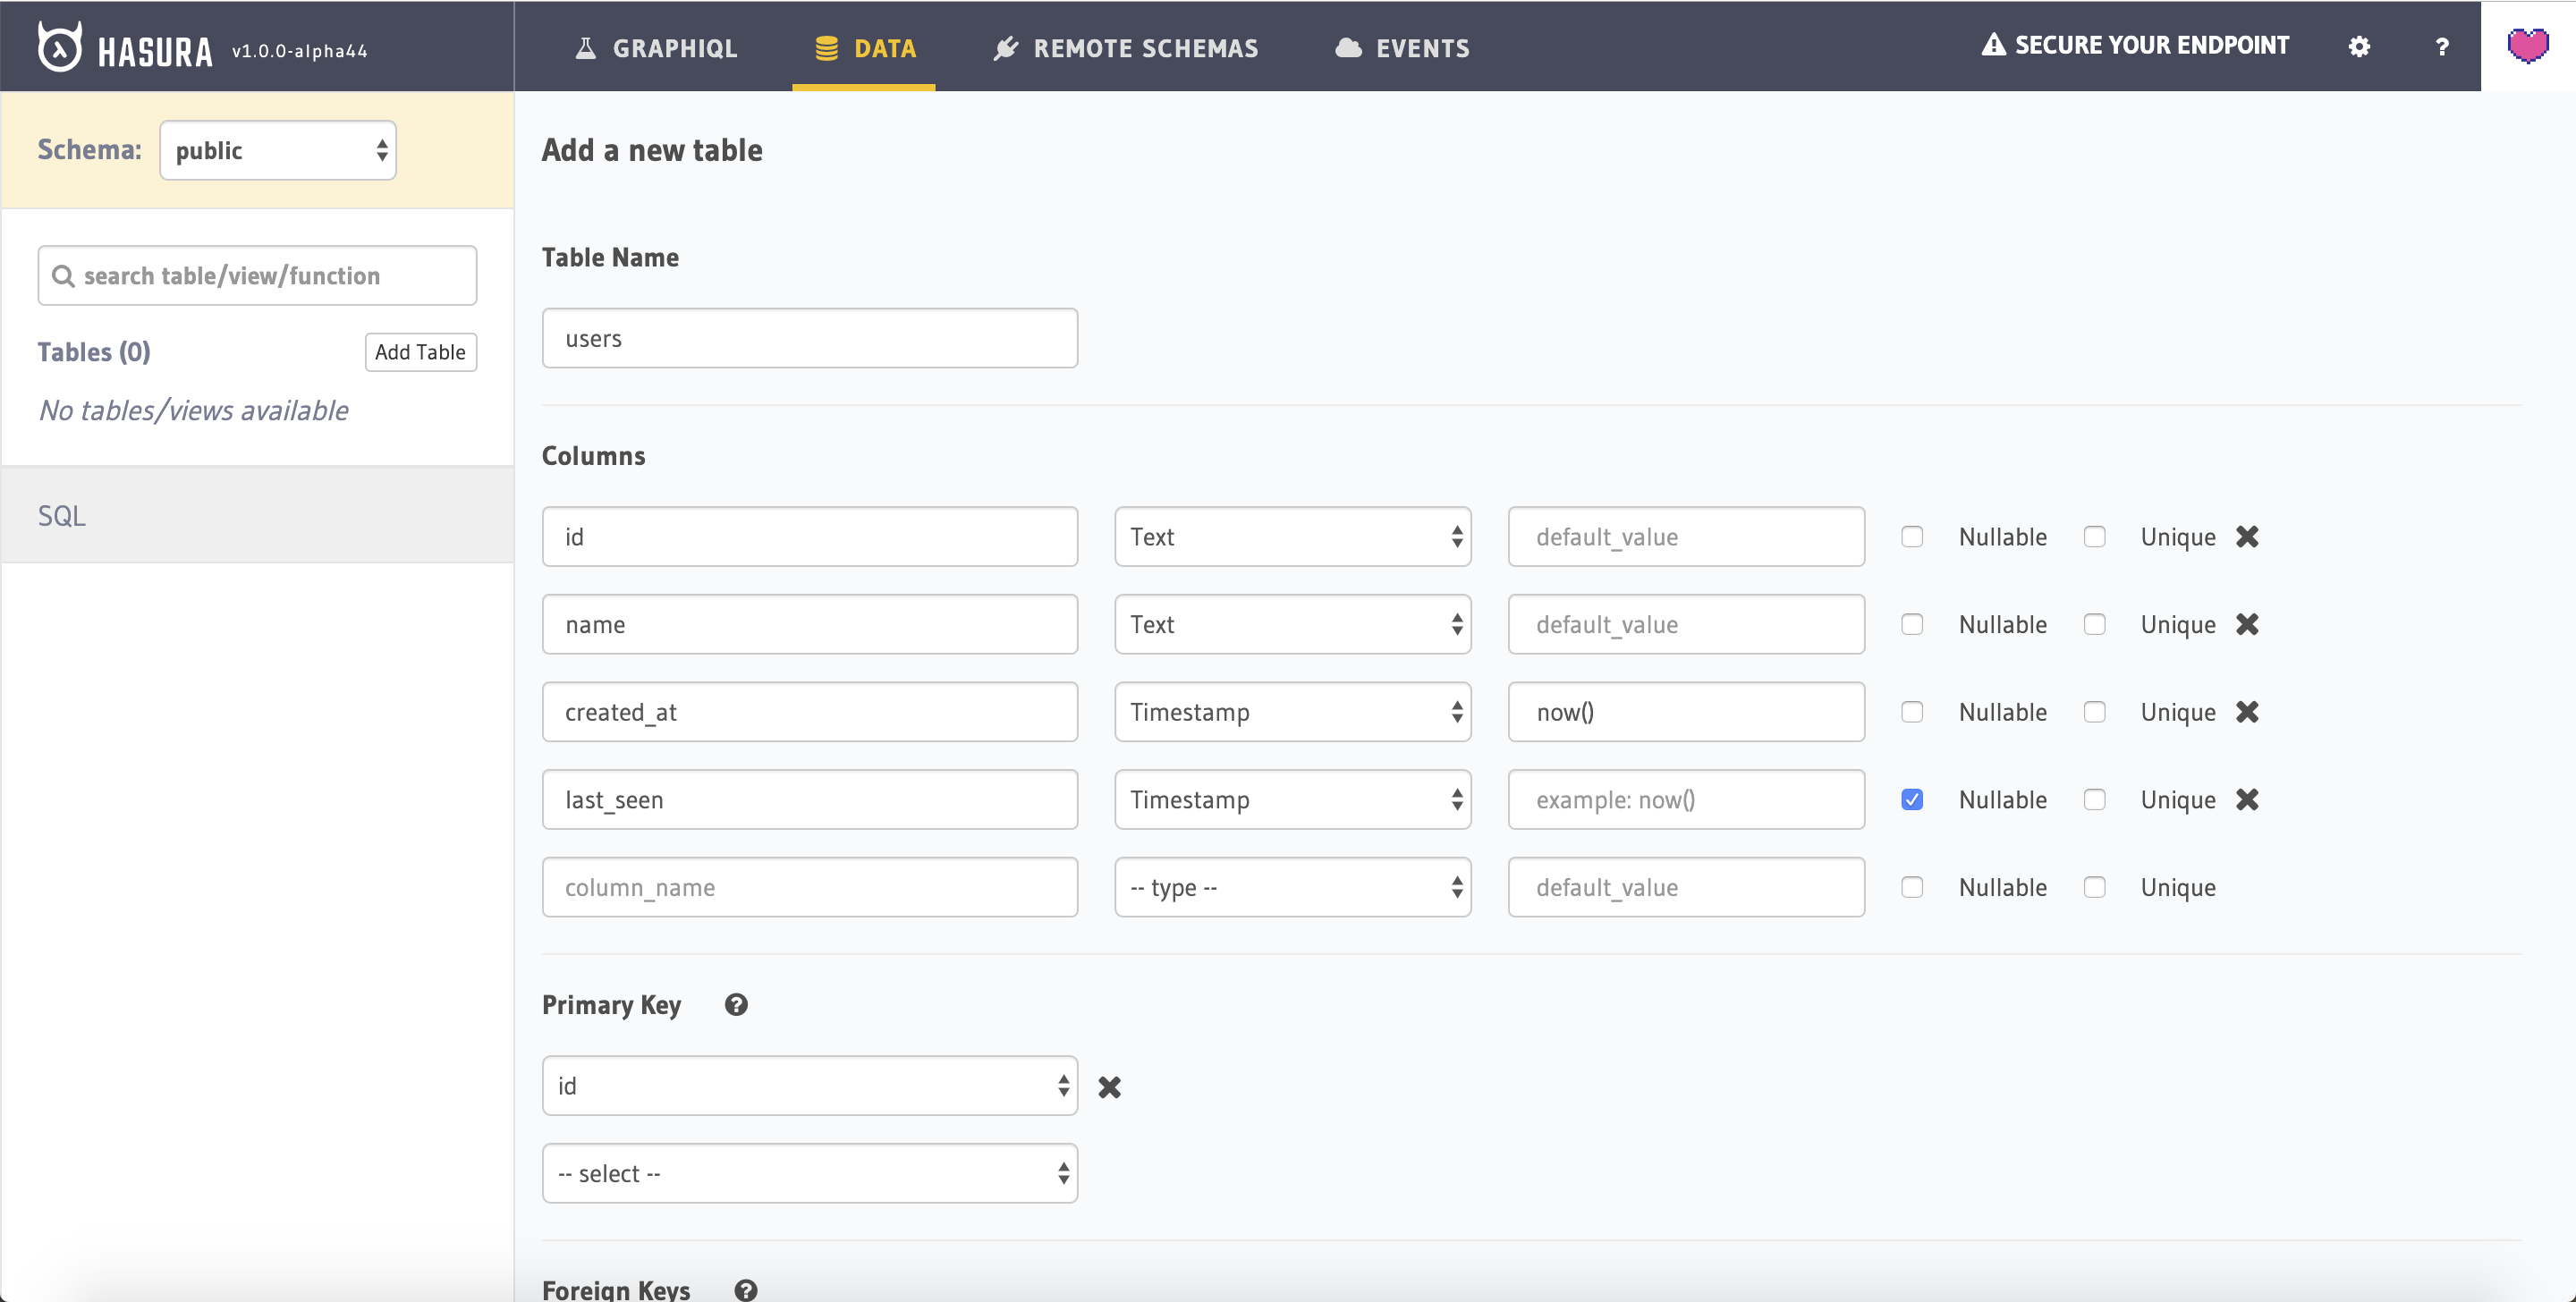 HASURA v1.0.0-alpha44
GRAPHIQL DATA REMOTE SCHEMAS EVENTS SECURE YOUR ENDPOINT ?
Schema: public
search table/view/function
Tables (0) Add Table
No tables/views available
SQL
Add a new table
Table Name
users
Columns
id Text default_value Nullable Unique
name Text default_value Nullable Unique
created_at Timestamp now() Nullable Unique
last_seen Timestamp example: now() Nullable Unique
column_name -- type -- default_value Nullable Unique
Primary Key ?
id
-- select --
Foreign Keys ?